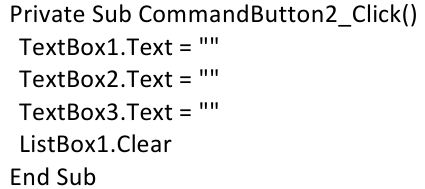 Private Sub CommandButton2_Click()
TextBox1.Text = ""
TextBox2.Text = ""
TextBox3.Text = ""
ListBox1.Clear
End Sub